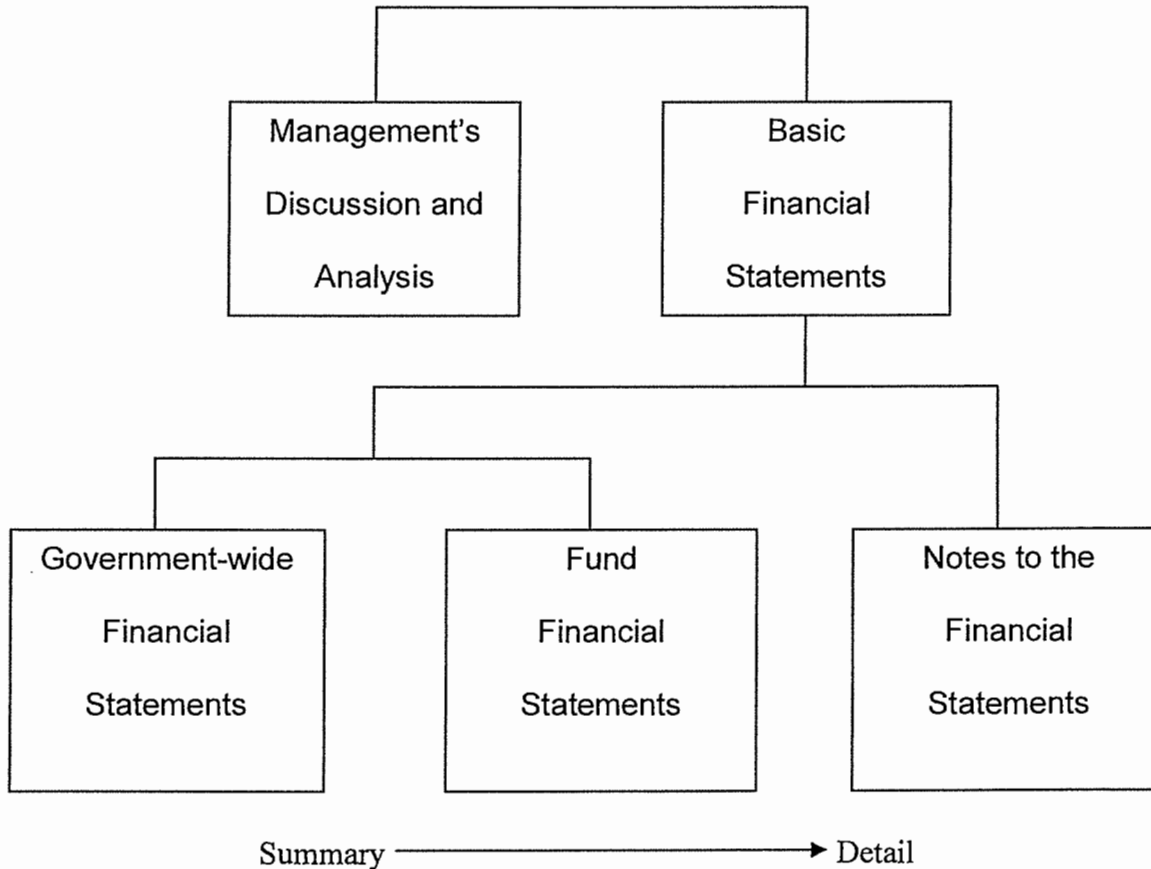 Management's
Discussion and
Analysis
Basic
Financial
Statements
Government-wide
Financial
Statements
Fund
Financial
Statements
Notes to the
Financial
Statements
Summary
Detail